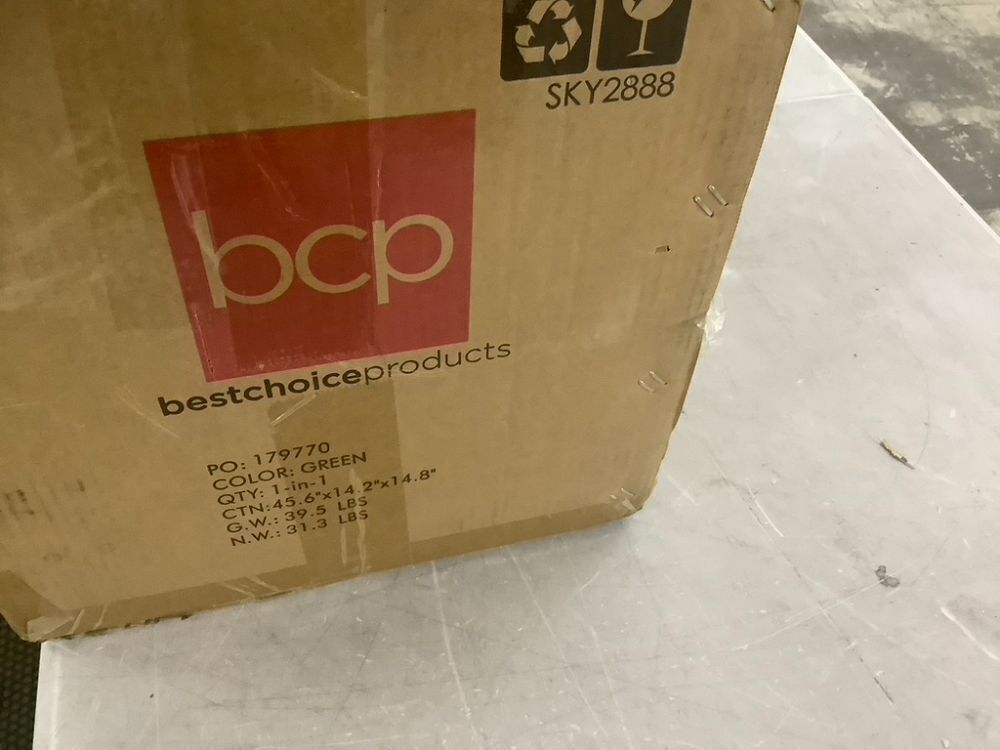 SKY2888
bcp
bestchoiceproducts
PO: 179770
COLOR: GREEN
QTY: 1-in-1
CTN:45.6"x14.2"x14.8"
G.W.: 39.5 LBS
N.W.: 31.3 LBS